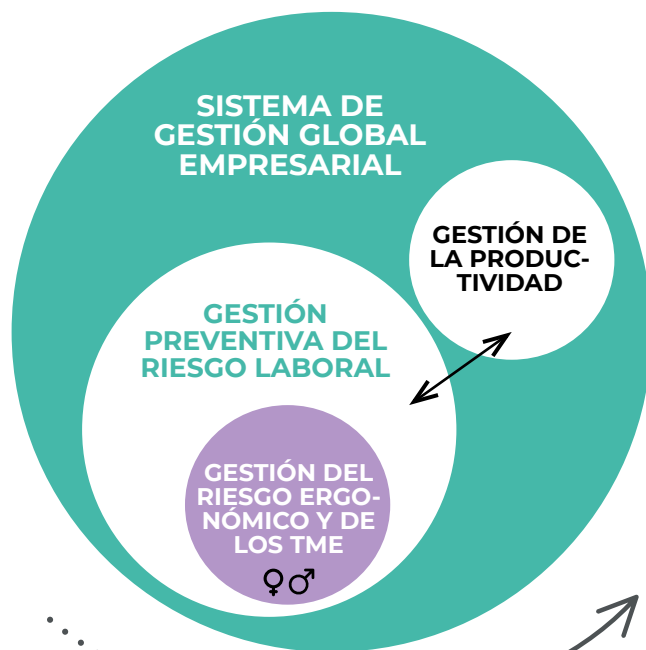 SISTEMA DE
GESTIÓN GLOBAL
EMPRESARIAL
GESTIÓN DE
LA PRODUC-
TIVIDAD
GESTIÓN
PREVENTIVA DEL
RIESGO LABORAL
GESTIÓN DEL
RIESGO ERGO-
NÓMICO Y DE
LOS TME